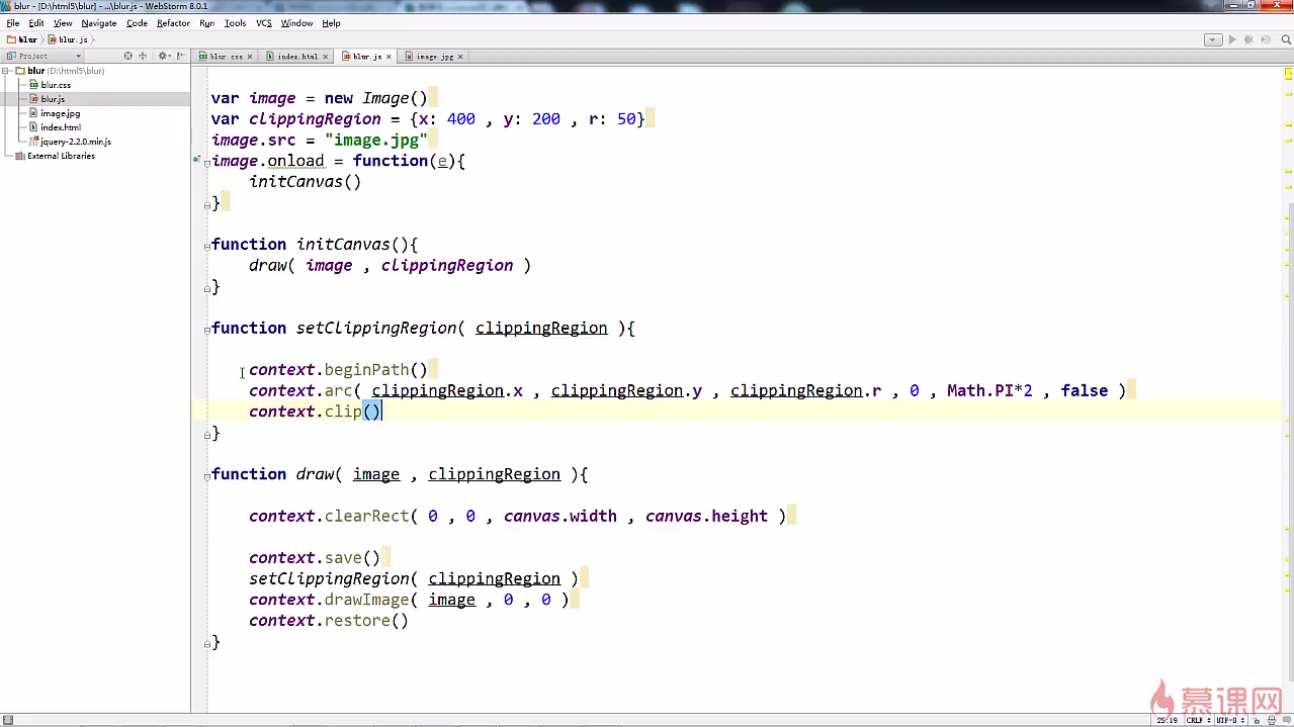 blur - [D:\html5\blur] - ...\blur.js - WebStorm 8.0.1
File Edit View Navigate Code Refactor Run Tools VCS Window Help
blur blur.js
Project blur.css index.html blur.js image.jpg
blur (D:\html5\blur)
blur.css
blur.js
image.jpg
index.html
jquery-2.2.0.min.js
External Libraries
var image = new Image()
var clippingRegion = {x: 400 , y: 200 , r: 50}
image.src = "image.jpg"
image.onload = function(e){
initCanvas()
}
function initCanvas(){
draw( image , clippingRegion )
}
function setClippingRegion( clippingRegion ){
context.beginPath()
context.arc( clippingRegion.x , clippingRegion.y , clippingRegion.r , 0 , Math.PI*2 , false )
context.clip()
}
function draw( image , clippingRegion ){
context.clearRect( 0 , 0 , canvas.width , canvas.height )
context.save()
setClippingRegion( clippingRegion )
context.drawImage( image , 0 , 0 )
context.restore()
}
慕课网
25:19 CRLF UTF-8